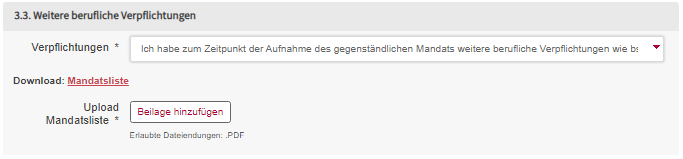 3.3. Weitere berufliche Verpflichtungen
Verpflichtungen * Ich habe zum Zeitpunkt der Aufnahme des gegenständlichen Mandats weitere berufliche Verpflichtungen wie bs
Download: Mandatsliste
Upload
Mandatsliste * Beilage hinzufügen
Erlaubte Dateiendungen: .PDF